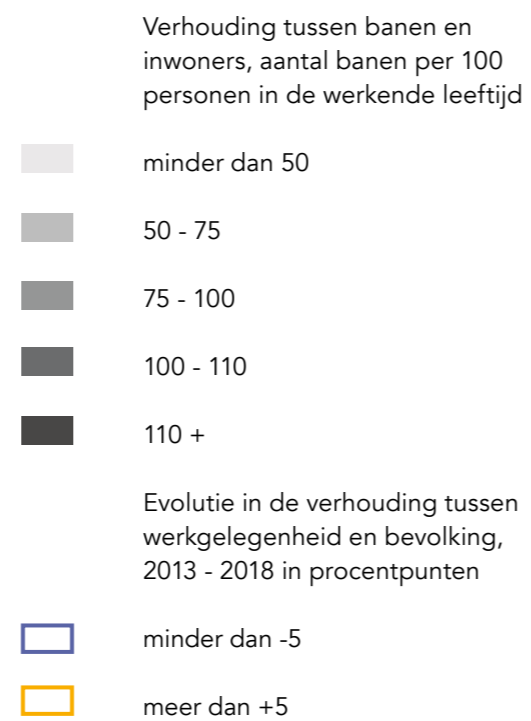 Verhouding tussen banen en
inwoners, aantal banen per 100
personen in de werkende leeftijd
minder dan 50
50 - 75
75 - 100
100 - 110
110 +
Evolutie in de verhouding tussen
werkgelegenheid en bevolking,
2013 - 2018 in procentpunten
minder dan -5
meer dan +5